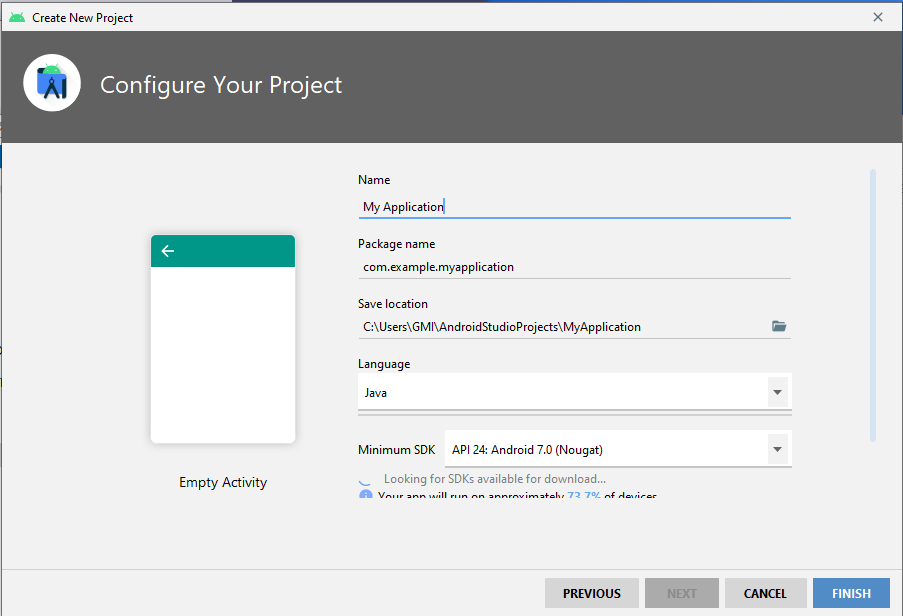 Create New Project
Configure Your Project
Name
My Application
Package name
com.example.myapplication
Save location
C:\Users\GMI\AndroidStudioProjects\MyApplication
Language
Java
Minimum SDK API 24: Android 7.0 (Nougat)
Looking for SDKs available for download...
Your app will run on approximately 73.7% of devices
Empty Activity
PREVIOUS NEXT CANCEL FINISH